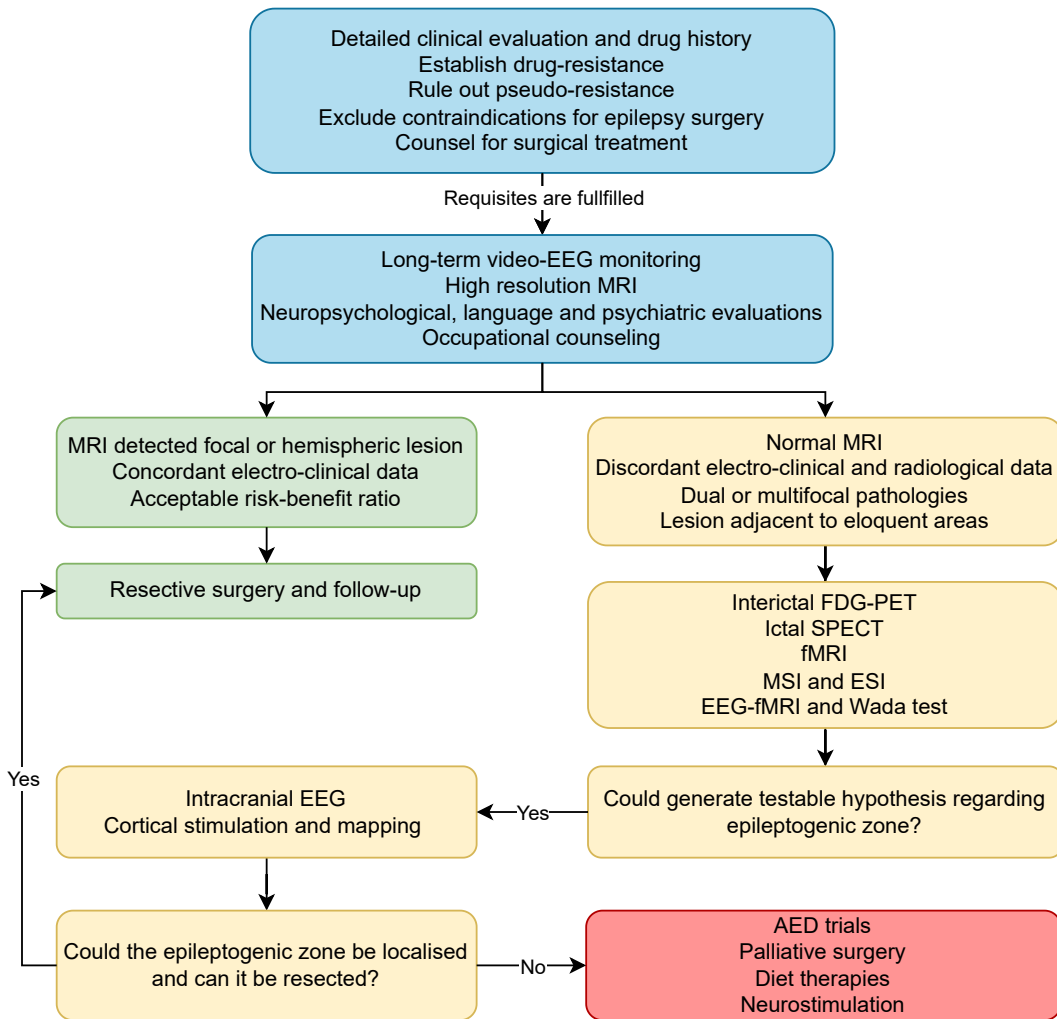 Detailed clinical evaluation and drug history
Establish drug-resistance
Rule out pseudo-resistance
Exclude contraindications for epilepsy surgery
Counsel for surgical treatment
Requisites are fullfilled
Long-term video-EEG monitoring
High resolution MRI
Neuropsychological, language and psychiatric evaluations
Occupational counseling
MRI detected focal or hemispheric lesion
Concordant electro-clinical data
Acceptable risk-benefit ratio
Resective surgery and follow-up
Normal MRI
Discordant electro-clinical and radiological data
Dual or multifocal pathologies
Lesion adjacent to eloquent areas
Interictal FDG-PET
Ictal SPECT
fMRI
MSI and ESI
EEG-fMRI and Wada test
Could generate testable hypothesis regarding
epileptogenic zone?
Yes
Intracranial EEG
Cortical stimulation and mapping
Could the epileptogenic zone be localised
and can it be resected?
Yes
No
AED trials
Palliative surgery
Diet therapies
Neurostimulation